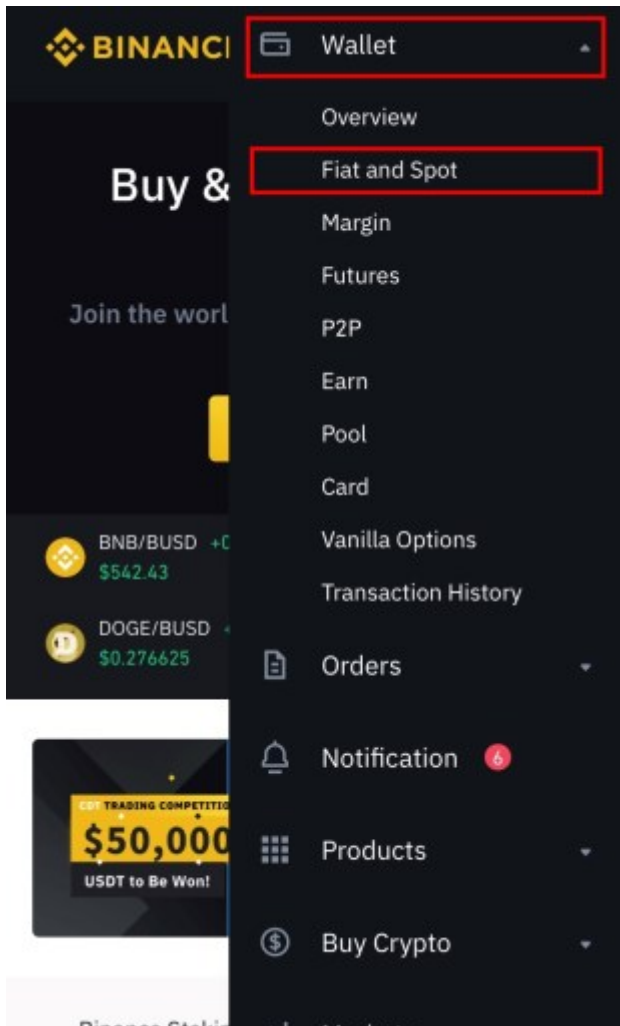 BINANC
Buy &
Join the worl
BNB/BUSD
$542.43
DOGE/BUSD +
$0.276625
CDT TRADING COMPETITIO
$50,000
USDT to Be Won!
Wallet
Overview
Fiat and Spot
Margin
Futures
P2P
Earn
Pool
Card
Vanilla Options
Transaction History
Orders
Notification 6
Products
Buy Crypto